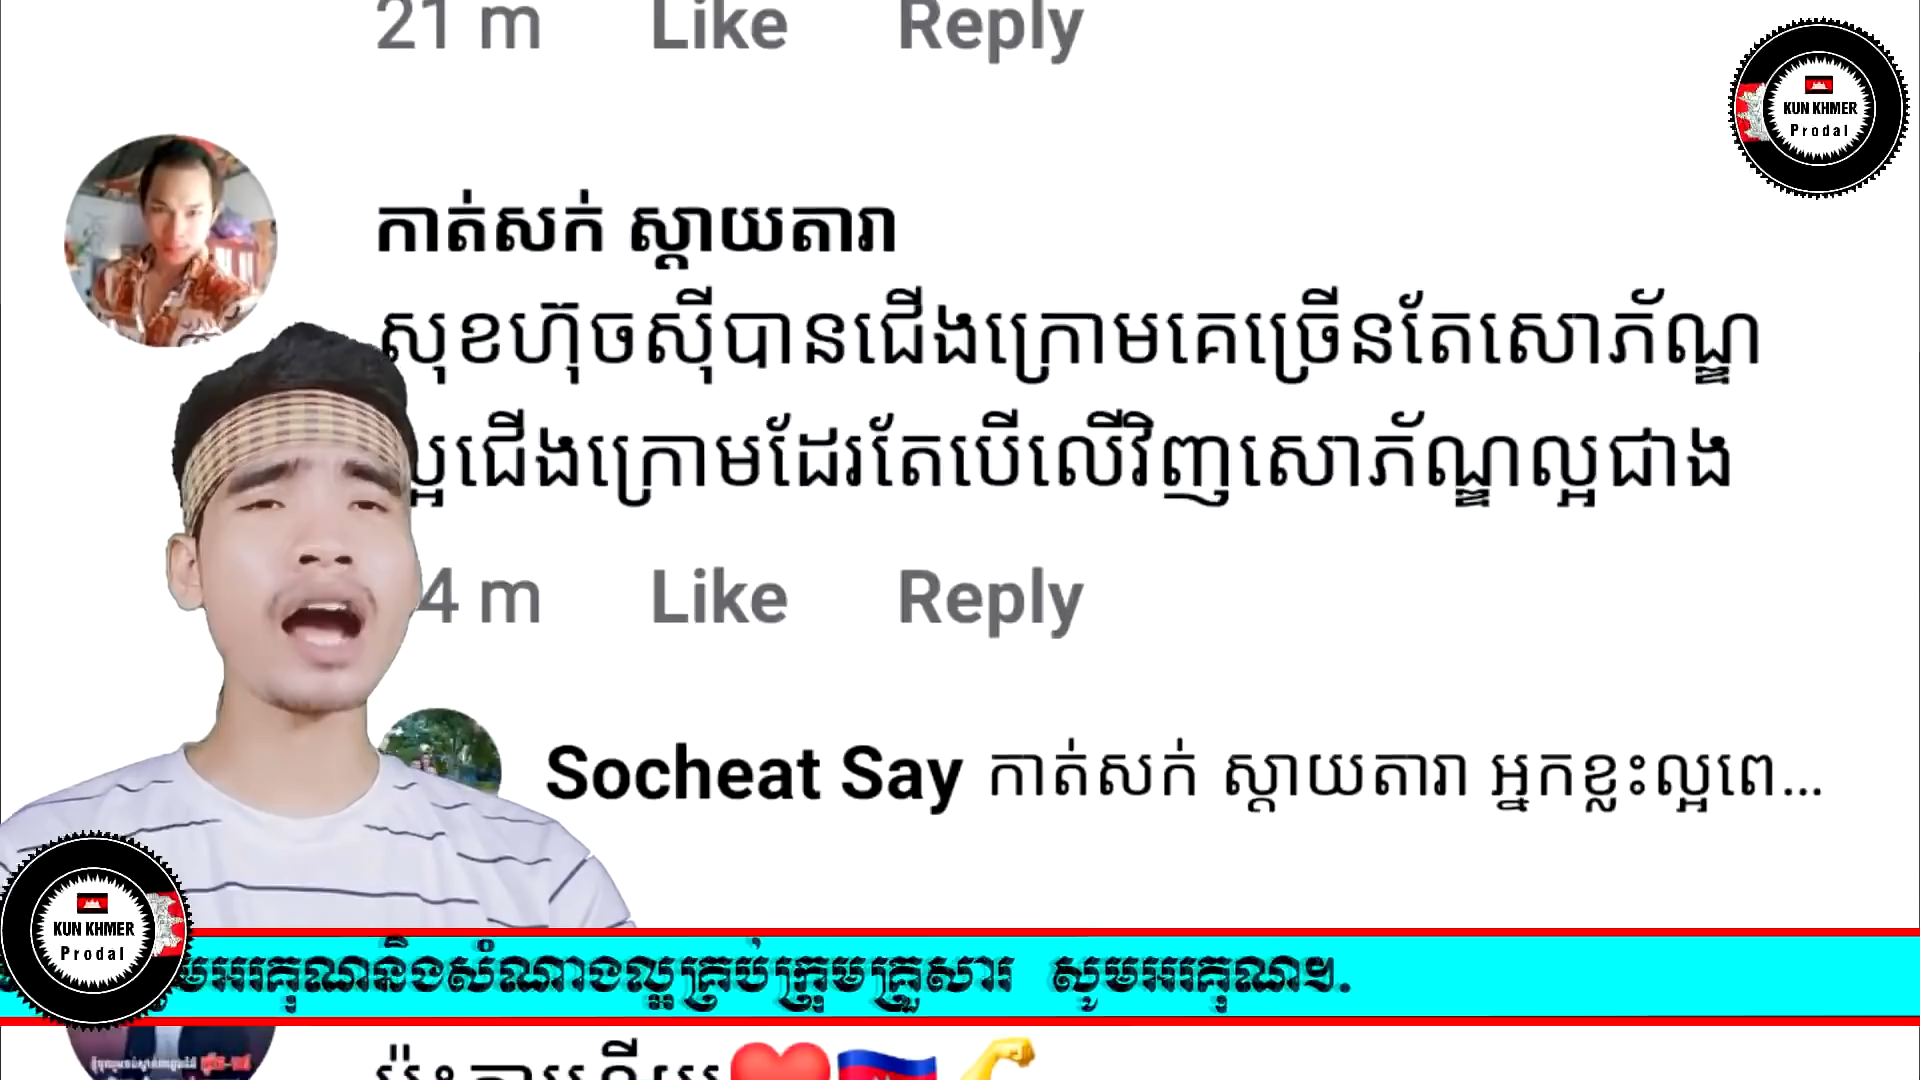 21 m Like Reply
KUN KHMER
Prodal
កាត់សក់ ស្តាយតារា
សុខហ៊ុចស៊ីបានជើងក្រោមគេច្រើនតែសោភ័ណ្ឌ
ល្អជើងក្រោមដែរតែបើលើវិញសោភ័ណ្ឌល្អជាង
4 m Like Reply
Socheat Say កាត់សក់ ស្តាយតារា អ្នកខ្លះល្អពេ...
KUN KHMER
Prodal
សូមអរគុណនិងសំណាងល្អគ្រប់ក្រុមគ្រួសារ សូមអរគុណ។.